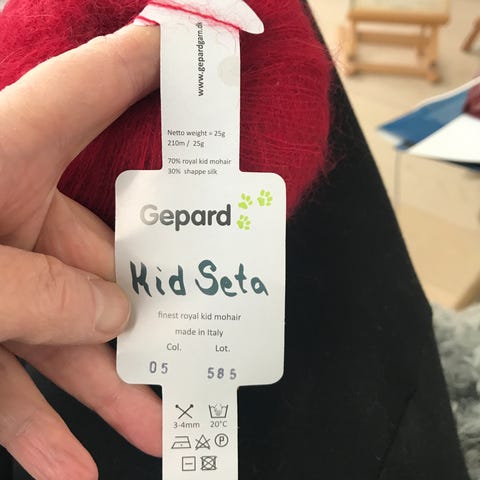 www.gepardgarn.dk
Netto weight = 25g
210m / 25g
70% royal kid mohair
30% shappe silk
Gepard
Kid Seta
finest royal kid mohair
made in Italy
Col. Lot.
05 585
3-4mm 20°C
P